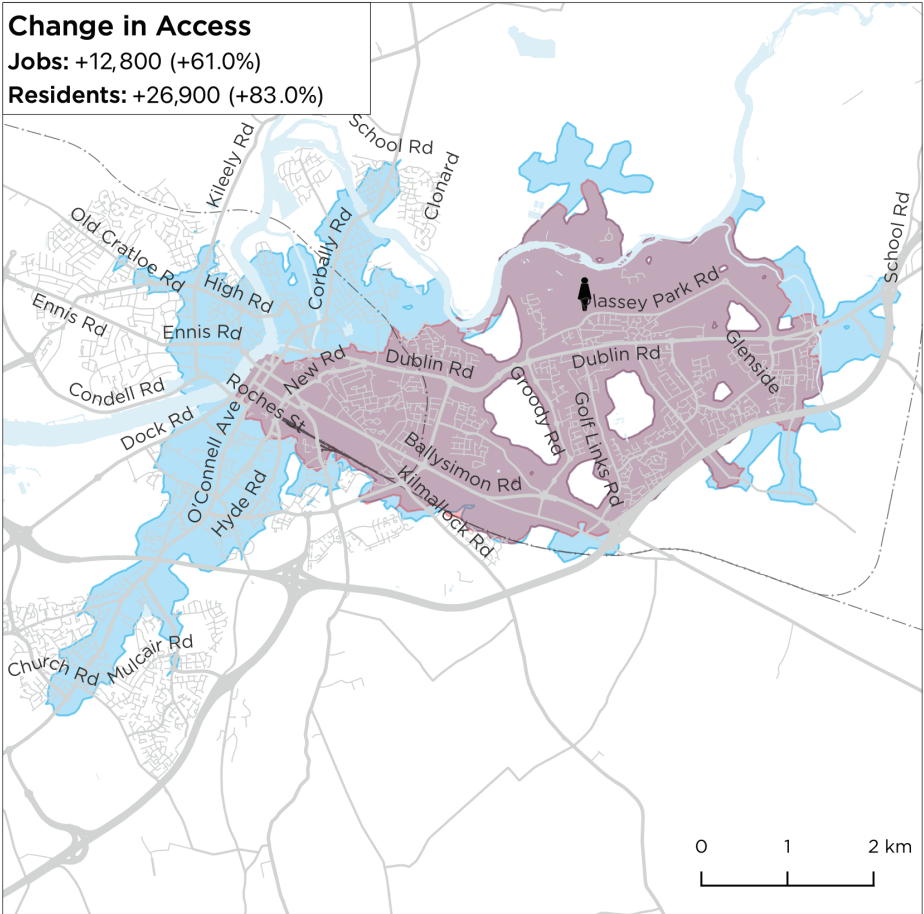 Change in Access
Jobs: +12,800 (+61.0%)
Residents: +26,900 (+83.0%)
School Rd
Kileely Rd
Clonard
School Rd
Old Cratloe Rd
Corbally Rd
High Rd
Massey Park Rd
Ennis Rd
Ennis Rd
Glenside
New Rd
Dublin Rd
Dublin Rd
Condell Rd
Roches St
Groody Rd
Golf Links Rd
Dock Rd
O'Connell Ave
Ballysimon Rd
Hyde Rd
Kilmallock Rd
Church Rd
Mulcair Rd
0 1 2 km